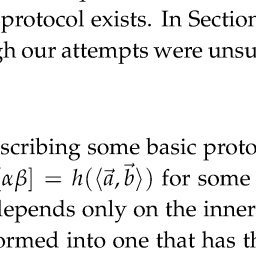 protocol exists. In Section
gh our attempts were unsu
scribing some basic proto
[αβ] = h(⟨a⃗, b⃗⟩) for some
depends only on the inner
ormed into one that has th